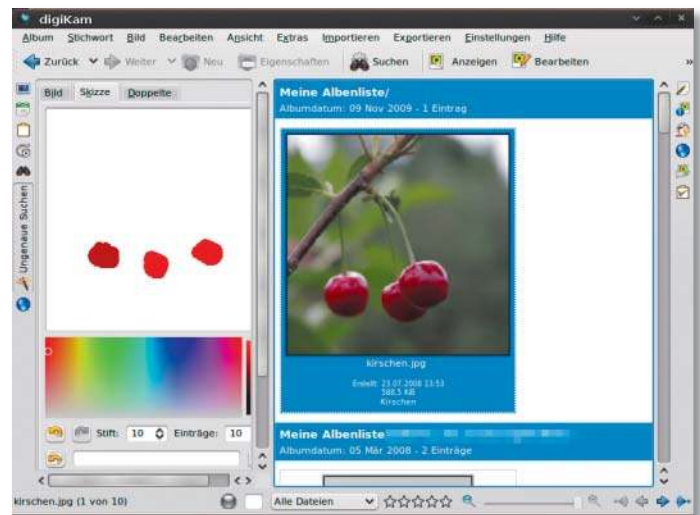 digiKam
Album Stichwort Bild Bearbeiten Ansicht Extras Importieren Exportieren Einstellungen Hilfe
Zurück Weiter Neu Eigenschaften Suchen Anzeigen Bearbeiten »
Bild Skizze Doppelte
Ungenaue Suchen
Stift: 10 Einträge: 10
Meine Albenliste/
Albumdatum: 09 Nov 2009 - 1 Eintrag
kirschen.jpg
Erstellt: 23.07.2008 13:53
588,5 KiB
Kirschen
Meine Albenliste
Albumdatum: 05 Mär 2008 - 2 Einträge
kirschen.jpg (1 von 10) Alle Dateien